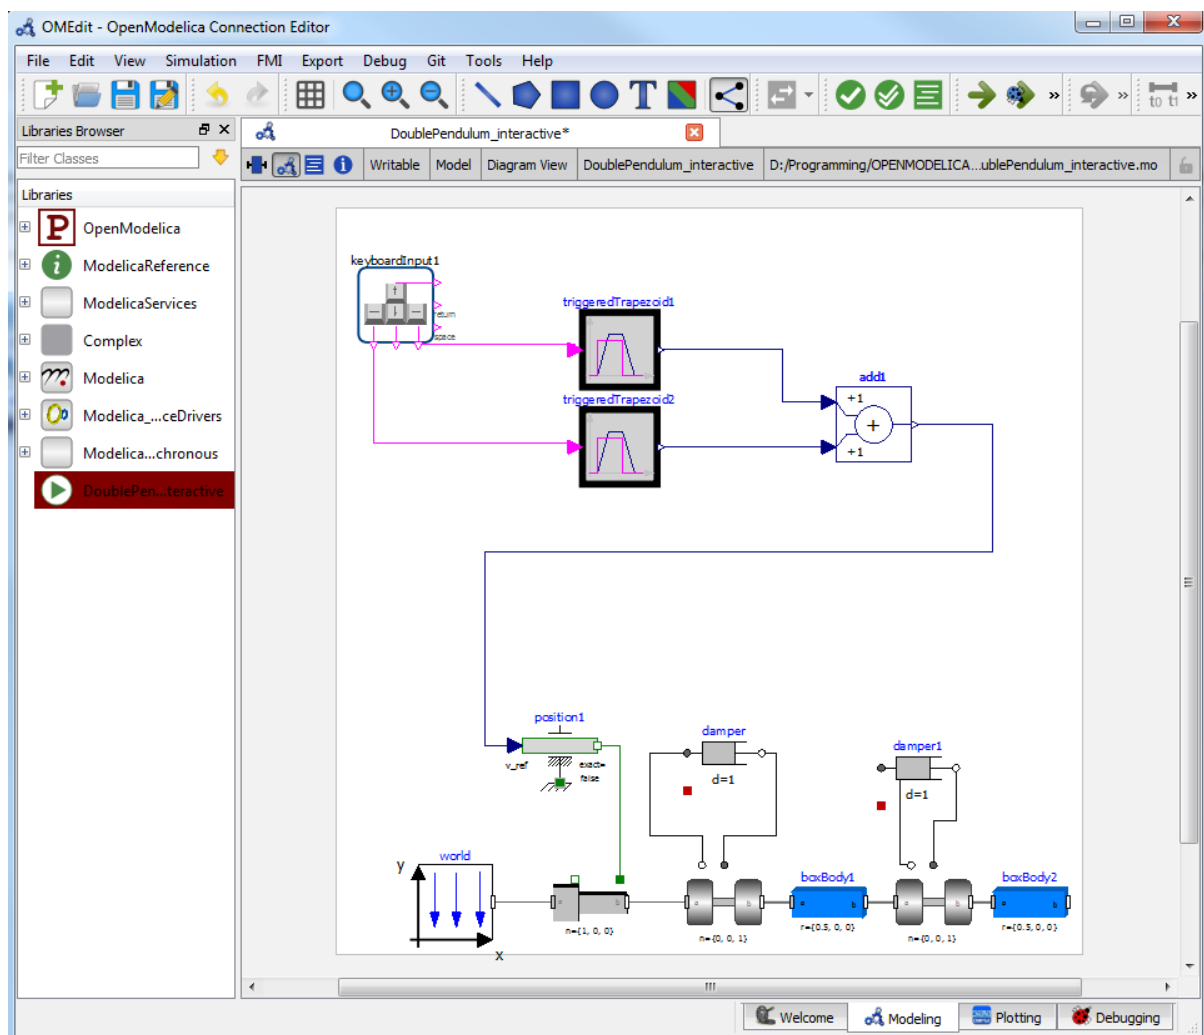 OMEdit - OpenModelica Connection Editor
File Edit View Simulation FMI Export Debug Git Tools Help
T » » to t1 »
Libraries Browser
DoublePendulum_interactive*
Filter Classes
Writable Model Diagram View DoublePendulum_interactive D:/Programming/OPENMODELICA...ublePendulum_interactive.mo
Libraries
P OpenModelica
i ModelicaReference
ModelicaServices
Complex
Modelica
Modelica_...ceDrivers
Modelica...chronous
DoublePen...teractive
keyboardInput1
return
space
triggeredTrapezoid1
triggeredTrapezoid2
add1
+1
+
+1
position1
v_ref
exact=
false
damper
d=1
damper1
d=1
world
y
x
a b
n={1, 0, 0}
a b
n={0, 0, 1}
boxBody1
a b
r={0.5, 0, 0}
a b
n={0, 0, 1}
boxBody2
a b
r={0.5, 0, 0}
Welcome Modeling Plotting Debugging